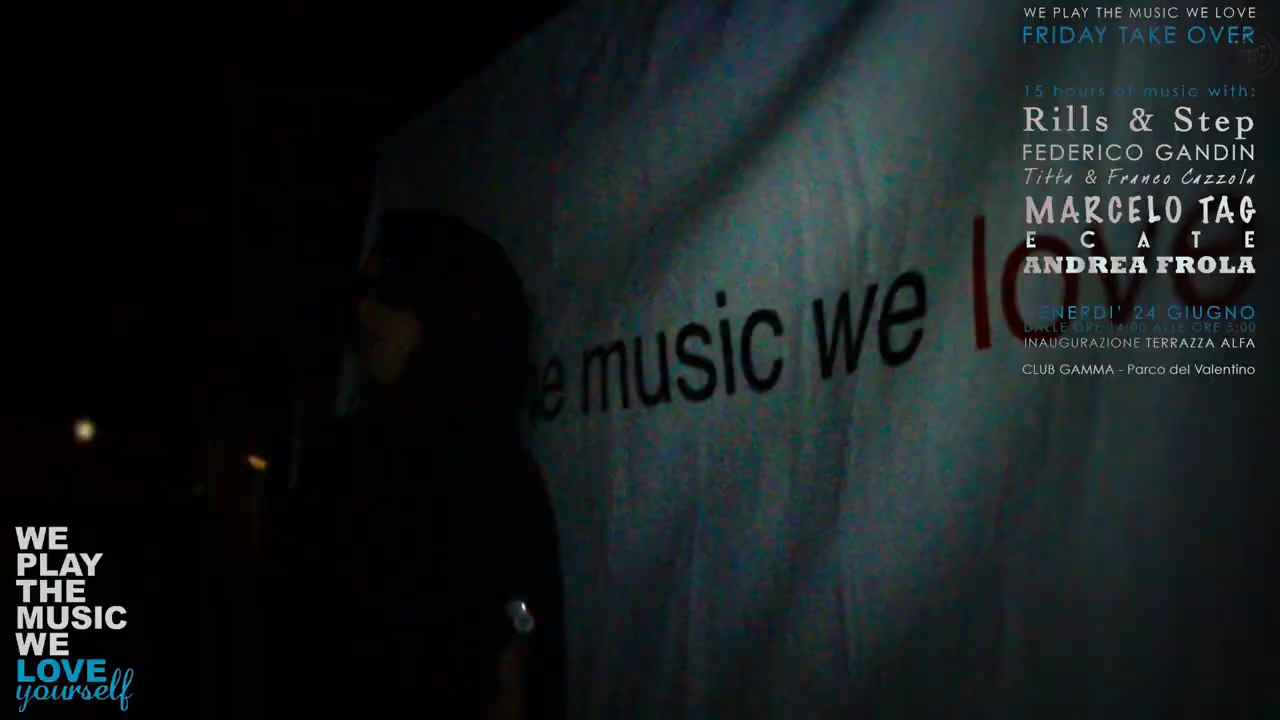 WE PLAY THE MUSIC WE LOVE
FRIDAY TAKE OVER
15 hours of music with:
Rills & Step
FEDERICO GANDIN
Titta & Franco Cazzola
MARCELO TAG
ECATE
ANDREA FROLA
VENERDI' 24 GIUGNO
DALLE ORE 14:00 ALLE ORE 5:00
INAUGURAZIONE TERRAZZA ALFA
CLUB GAMMA - Parco del Valentino
music we love
WE
PLAY
THE
MUSIC
WE
LOVE
yourself